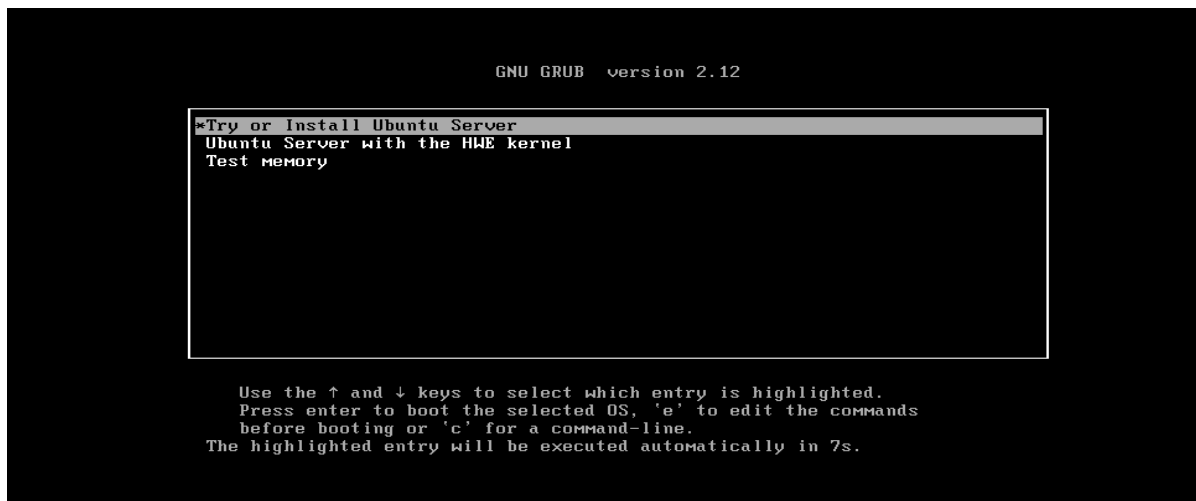 GNU GRUB version 2.12
*Try or Install Ubuntu Server
Ubuntu Server with the HWE kernel
Test memory
Use the ↑ and ↓ keys to select which entry is highlighted.
Press enter to boot the selected OS, 'e' to edit the commands
before booting or 'c' for a command-line.
The highlighted entry will be executed automatically in 7s.